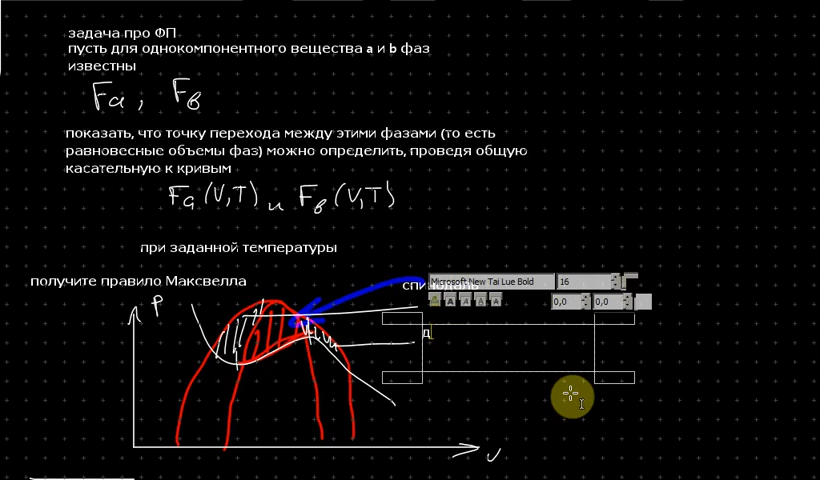 задача про ФП
пусть для однокомпонентного вещества a и b фаз
известны
Fa, Fв
показать, что точку перехода между этими фазами (то есть
равновесные объемы фаз) можно определить, проведя общую
касательную к кривым
Fa (V,T) и Fв (V,T)
при заданной температуры
получите правило Максвелла
Microsoft New Tai Lue Bold 16
A A A A 0,0 0,0
P
д
V